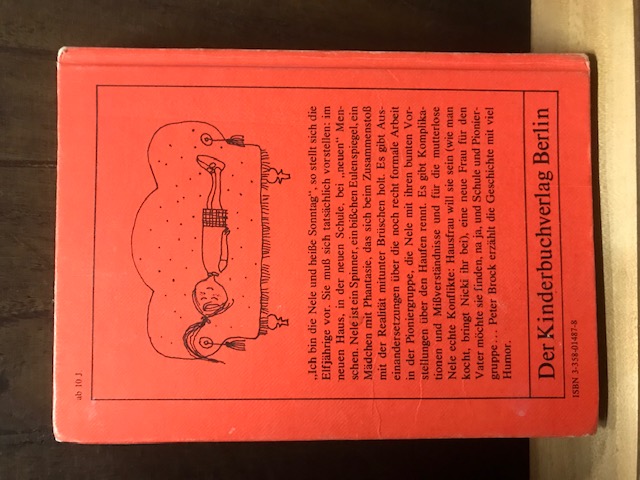 ab 10 J
„Ich bin die Nele und heiße Sonntag", so stellt sich die
Elfjährige vor. Sie muß sich tatsächlich vorstellen: im
neuen Haus, in der neuen Schule, bei „neuen" Men-
schen. Nele ist ein Spinner, ein bißchen Eulenspiegel, ein
Mädchen mit Phantasie, das sich beim Zusammenstoß
mit der Realität mitunter Brüschen holt. Es gibt Aus-
einandersetzungen über die noch recht formale Arbeit
in der Pioniergruppe, die Nele mit ihren bunten Vor-
stellungen über den Haufen rennt. Es gibt Komplika-
tionen und Mißverständnisse und für die mutterlose
Nele echte Konflikte: Hausfrau will sie sein (wie man
kocht, bringt Nicki ihr bei), eine neue Frau für den
Vater möchte sie finden, na ja, und Schule und Pionier-
gruppe ... Peter Brock erzählt die Geschichte mit viel
Humor.
Der Kinderbuchverlag Berlin
ISBN 3-358-01487-8